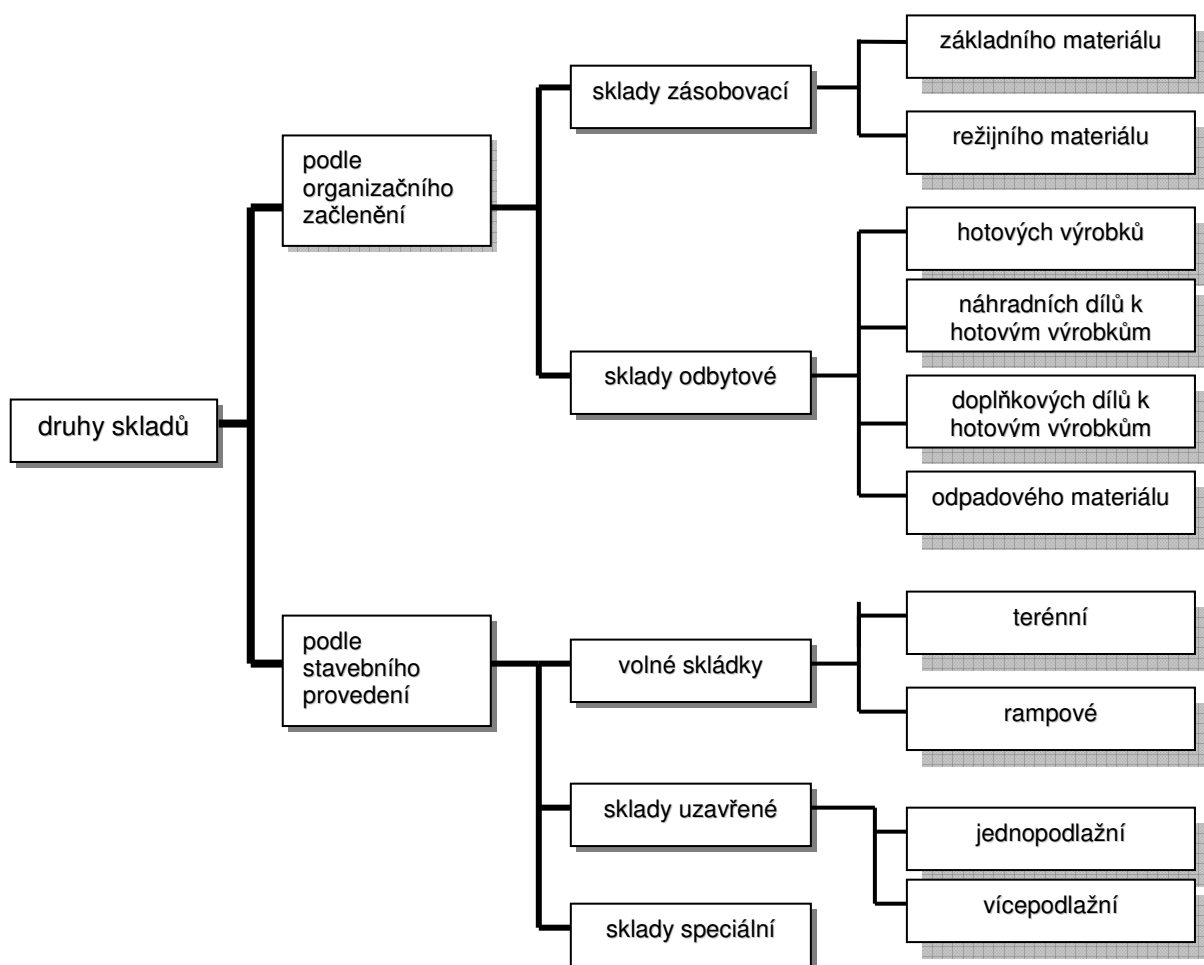 druhy skladů
podle
organizačního
začlenění
sklady zásobovací
základního materiálu
režijního materiálu
sklady odbytové
hotových výrobků
náhradních dílů k
hotovým výrobkům
doplňkových dílů k
hotovým výrobkům
odpadového materiálu
podle
stavebního
provedení
volné skládky
terénní
rampové
sklady uzavřené
jednopodlažní
vícepodlažní
sklady speciální